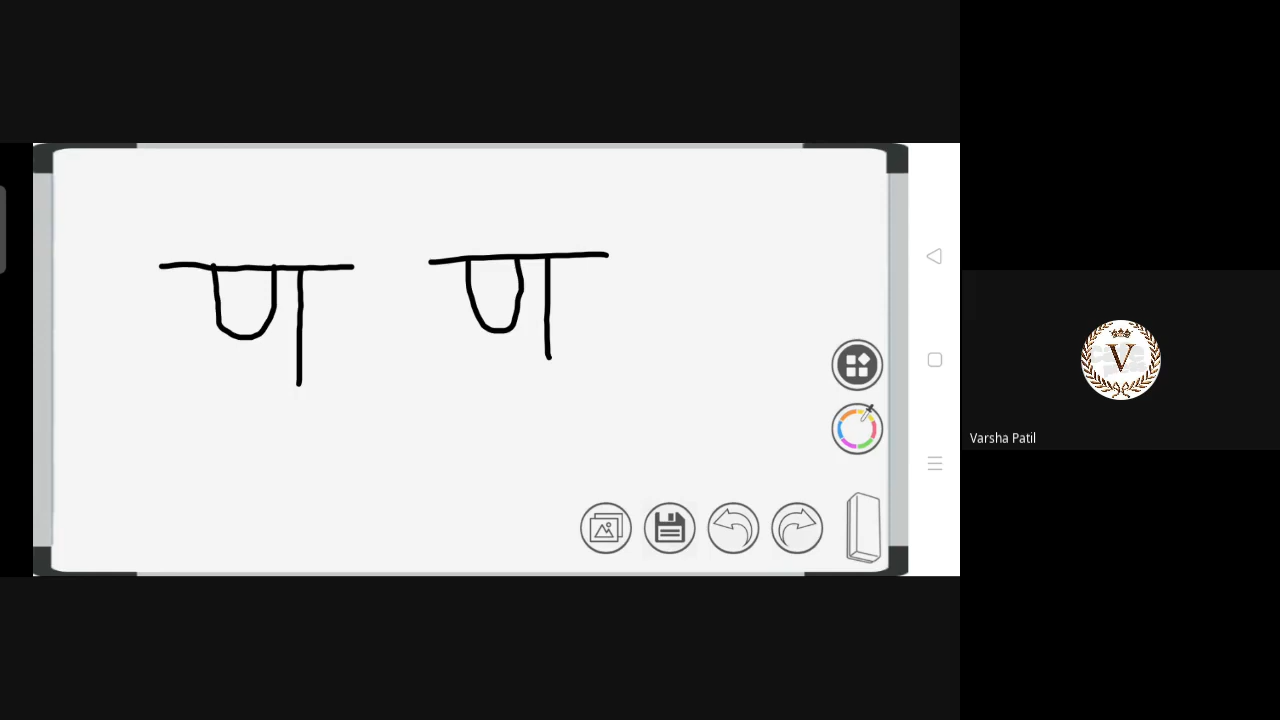 ण ण
V
Varsha Patil